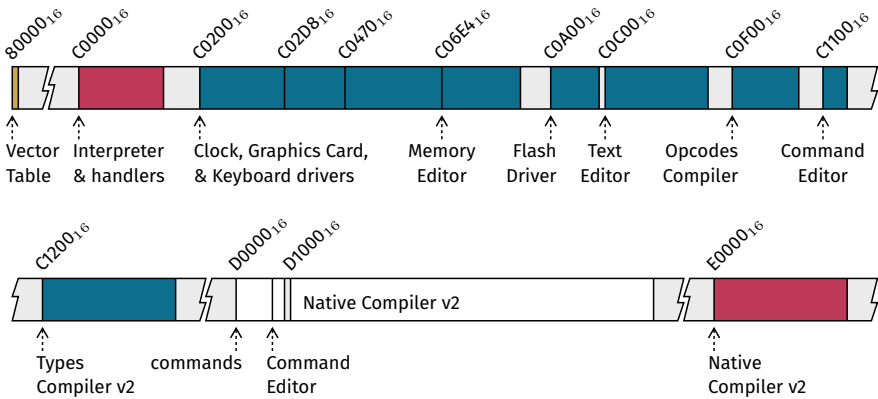 80000₁₆ C0000₁₆ C0200₁₆ C02D8₁₆ C0470₁₆ C06E4₁₆ C0A00₁₆ C0C00₁₆ C0F00₁₆ C1100₁₆
Vector Interpreter Clock, Graphics Card, Memory Flash Text Opcodes Command
Table & handlers & Keyboard drivers Editor Driver Editor Compiler Editor
C1200₁₆ D0000₁₆ D1000₁₆ E0000₁₆
Native Compiler v2
Types commands Command Native
Compiler v2 Editor Compiler v2